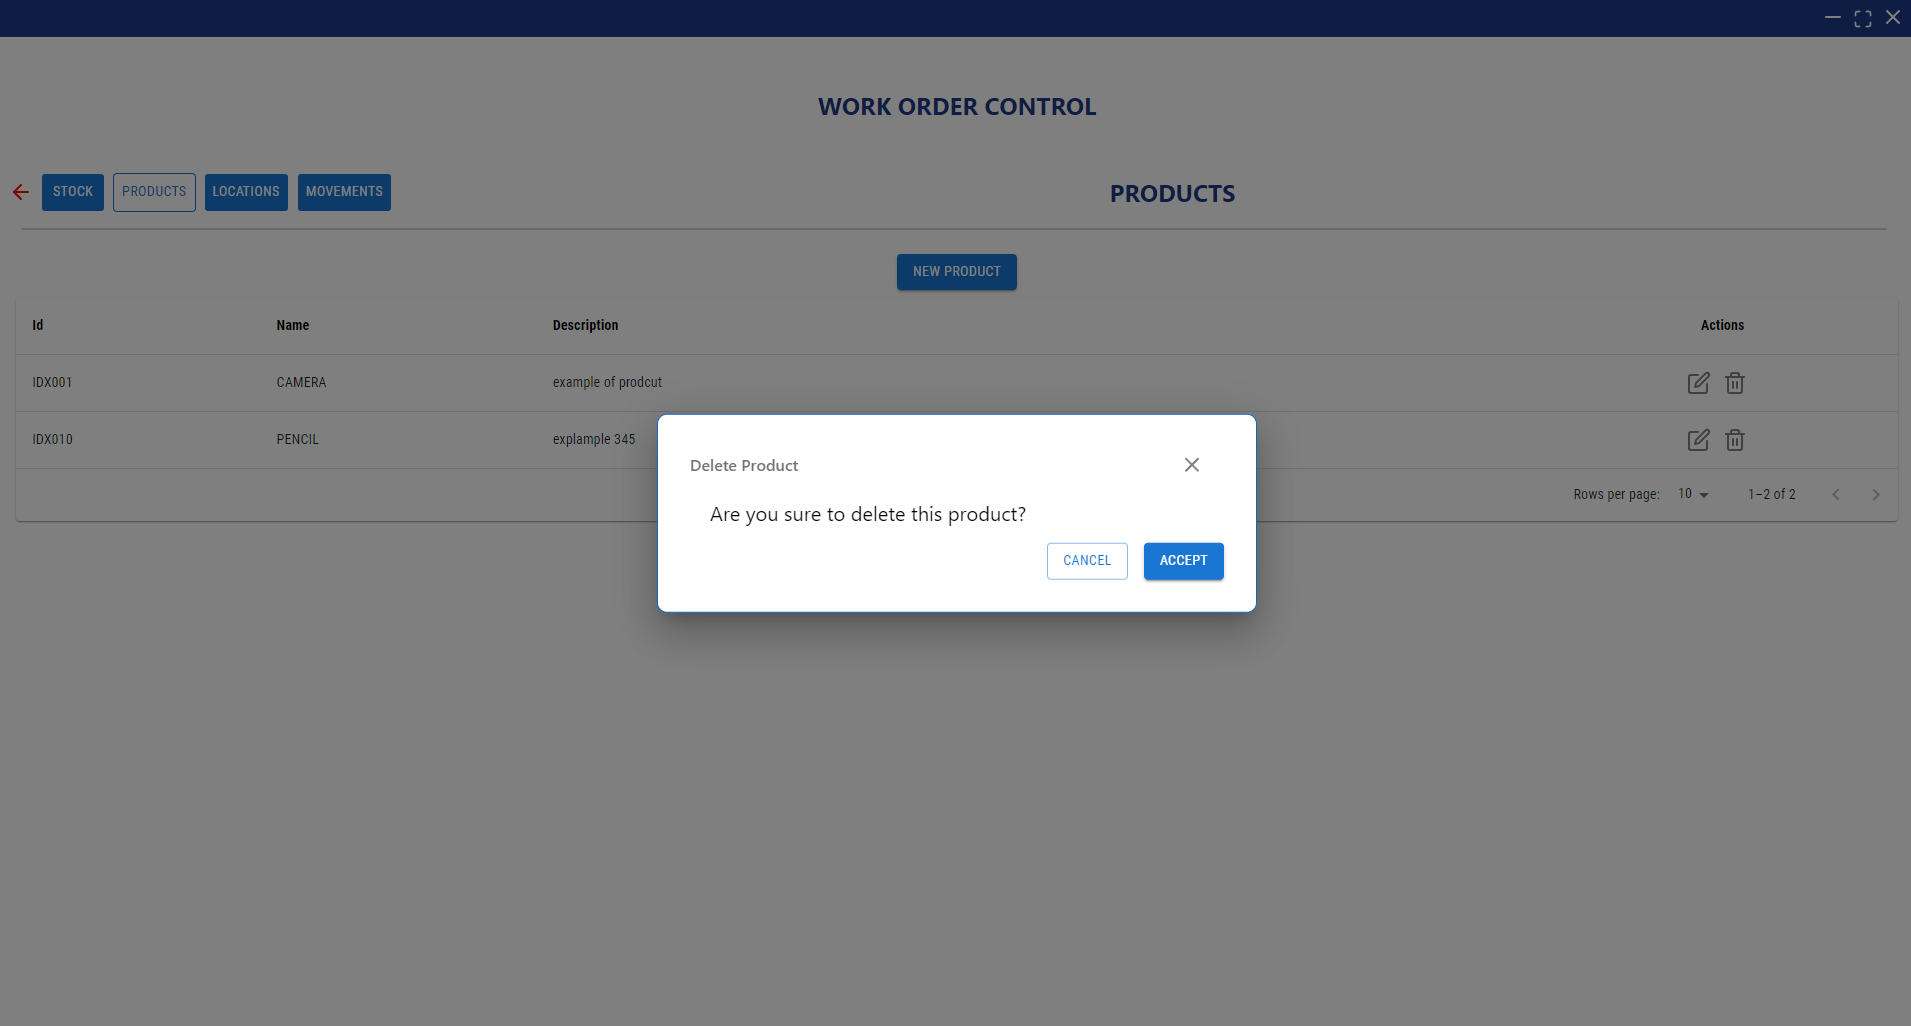 WORK ORDER CONTROL
STOCK PRODUCTS LOCATIONS MOVEMENTS PRODUCTS
NEW PRODUCT
Id Name Description Actions
IDX001 CAMERA example of prodcut
IDX010 PENCIL explample 345
Rows per page: 10 1–2 of 2
Delete Product
Are you sure to delete this product?
CANCEL ACCEPT